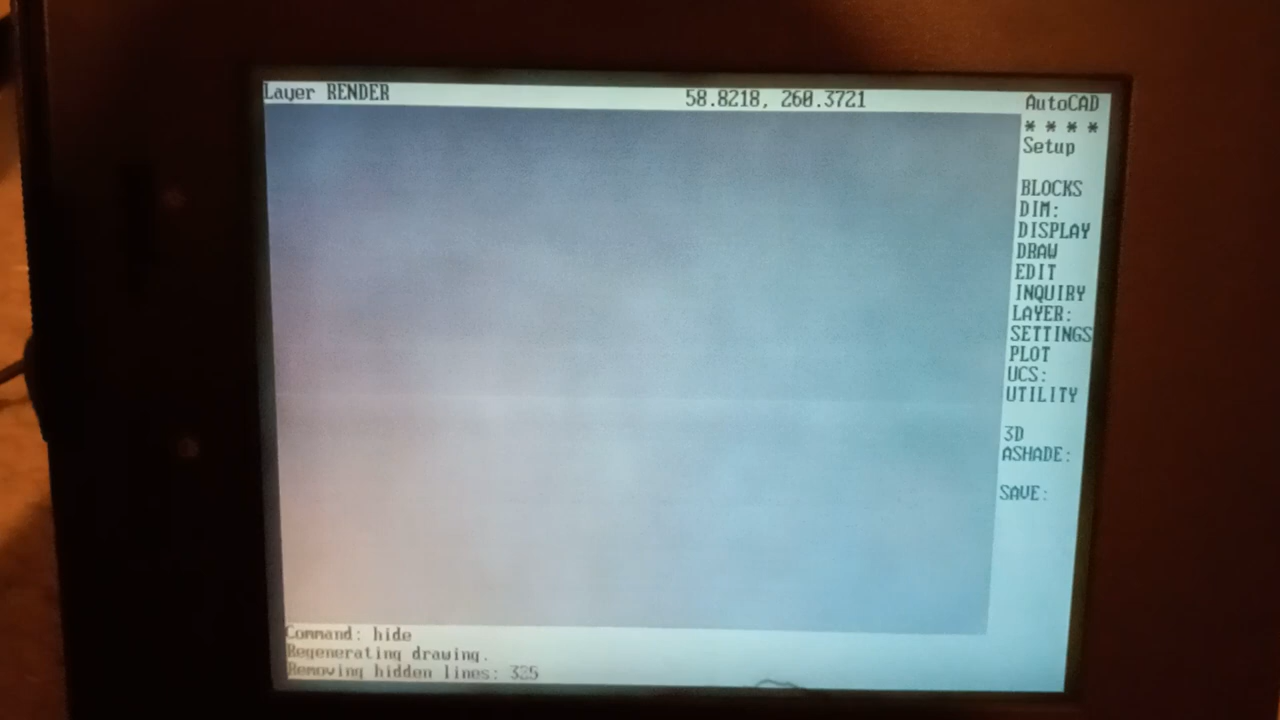 Layer RENDER 58.8218, 260.3721 AutoCAD
* * * *
Setup
BLOCKS
DIM:
DISPLAY
DRAW
EDIT
INQUIRY
LAYER:
SETTINGS
PLOT
UCS:
UTILITY
3D
ASHADE:
SAVE:
Command: hide
Regenerating drawing.
Removing hidden lines: